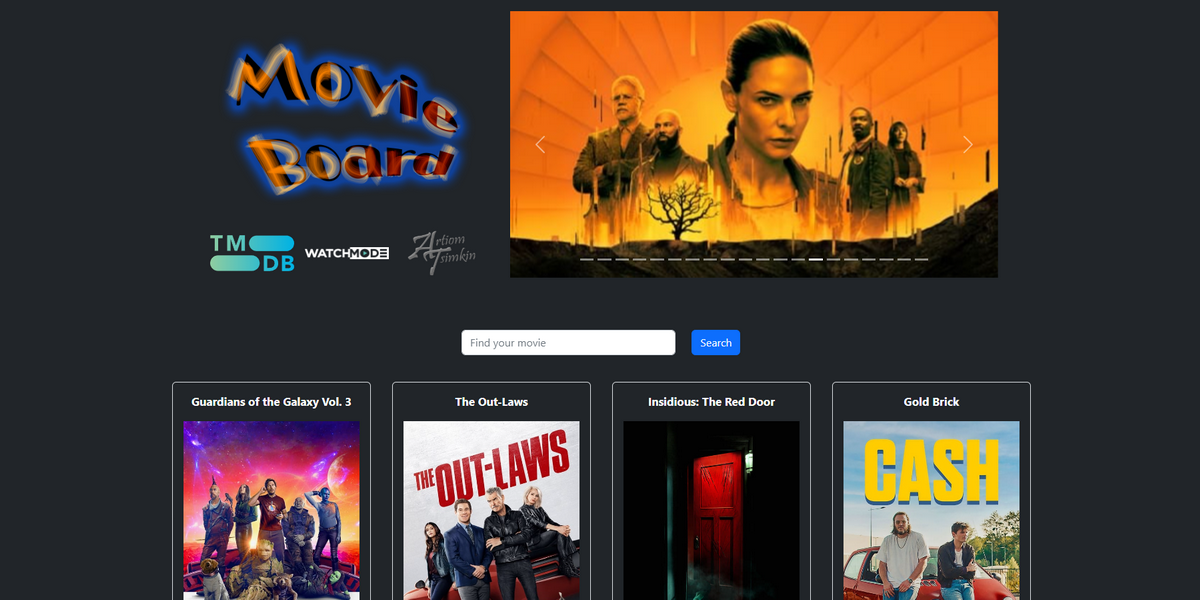 Movie
Board
TM
DB
WATCHMODE
Artiom
Tsimkin
Find your movie
Search
Guardians of the Galaxy Vol. 3
The Out-Laws
Insidious: The Red Door
Gold Brick
THE OUT-LAWS
CASH